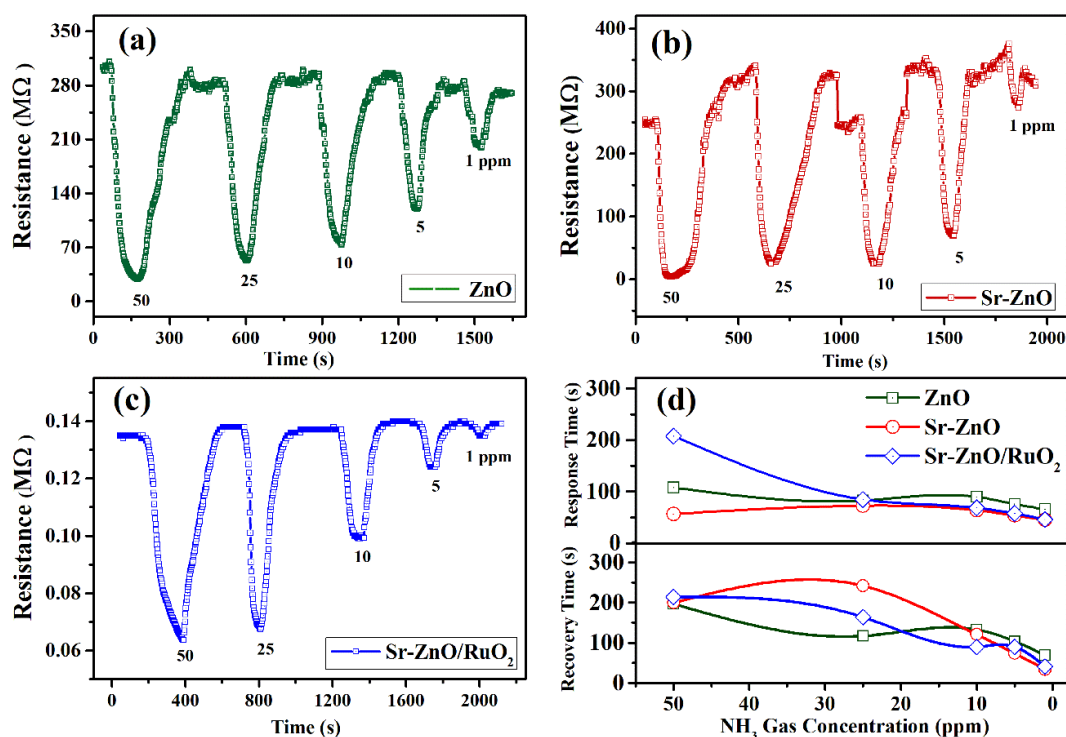 (a)
Resistance (MΩ)
350
280
210
140
70
0
50
25
10
5
1 ppm
ZnO
0 300 600 900 1200 1500
Time (s)
(b)
Resistance (MΩ)
400
300
200
100
0
50
25
10
5
1 ppm
Sr-ZnO
500 1000 1500 2000
Time (s)
(c)
Resistance (MΩ)
0.14
0.12
0.10
0.08
0.06
50
25
10
5
1 ppm
Sr-ZnO/RuO₂
0 400 800 1200 1600 2000
Time (s)
(d)
ZnO
Sr-ZnO
Sr-ZnO/RuO₂
Response Time (s)
300
200
100
0
Recovery Time (s)
300
200
100
0
50 40 30 20 10 0
NH₃ Gas Concentration (ppm)